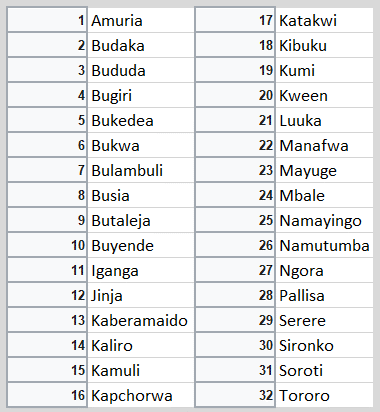 1 Amuria
2 Budaka
3 Bududa
4 Bugiri
5 Bukedea
6 Bukwa
7 Bulambuli
8 Busia
9 Butaleja
10 Buyende
11 Iganga
12 Jinja
13 Kaberamaido
14 Kaliro
15 Kamuli
16 Kapchorwa
17 Katakwi
18 Kibuku
19 Kumi
20 Kween
21 Luuka
22 Manafwa
23 Mayuge
24 Mbale
25 Namayingo
26 Namutumba
27 Ngora
28 Pallisa
29 Serere
30 Sironko
31 Soroti
32 Tororo